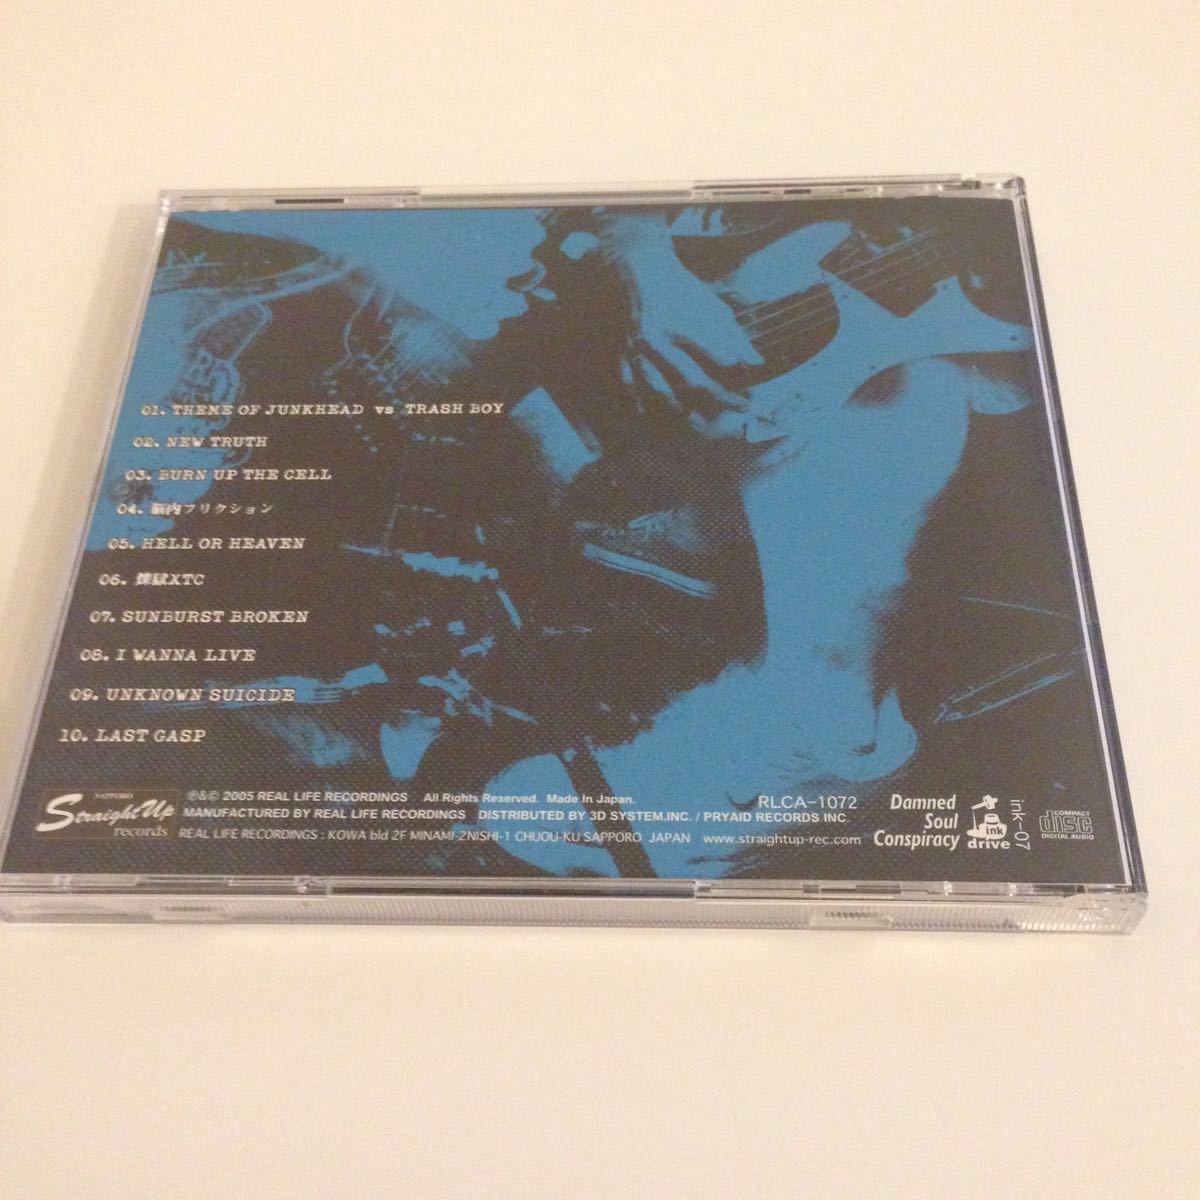 01. THEME OF JUNKHEAD vs TRASH BOY
02. NEW TRUTH
03. BURN UP THE CELL
04. 脳内フリクション
05. HELL OR HEAVEN
06. 煉獄XTC
07. SUNBURST BROKEN
08. I WANNA LIVE
09. UNKNOWN SUICIDE
10. LAST GASP
SAPPORO
Straight Up
records
℗&© 2005 REAL LIFE RECORDINGS All Rights Reserved. Made In Japan.
MANUFACTURED BY REAL LIFE RECORDINGS DISTRIBUTED BY 3D SYSTEM,INC. / PRYAID RECORDS INC.
REAL LIFE RECORDINGS : KOWA bld 2F MINAMI-2NISHI-1 CHUOU-KU SAPPORO JAPAN www.straightup-rec.com
RLCA-1072
Damned
Soul
Conspiracy
ink
drive
ink-07
COMPACT
disc
DIGITAL AUDIO